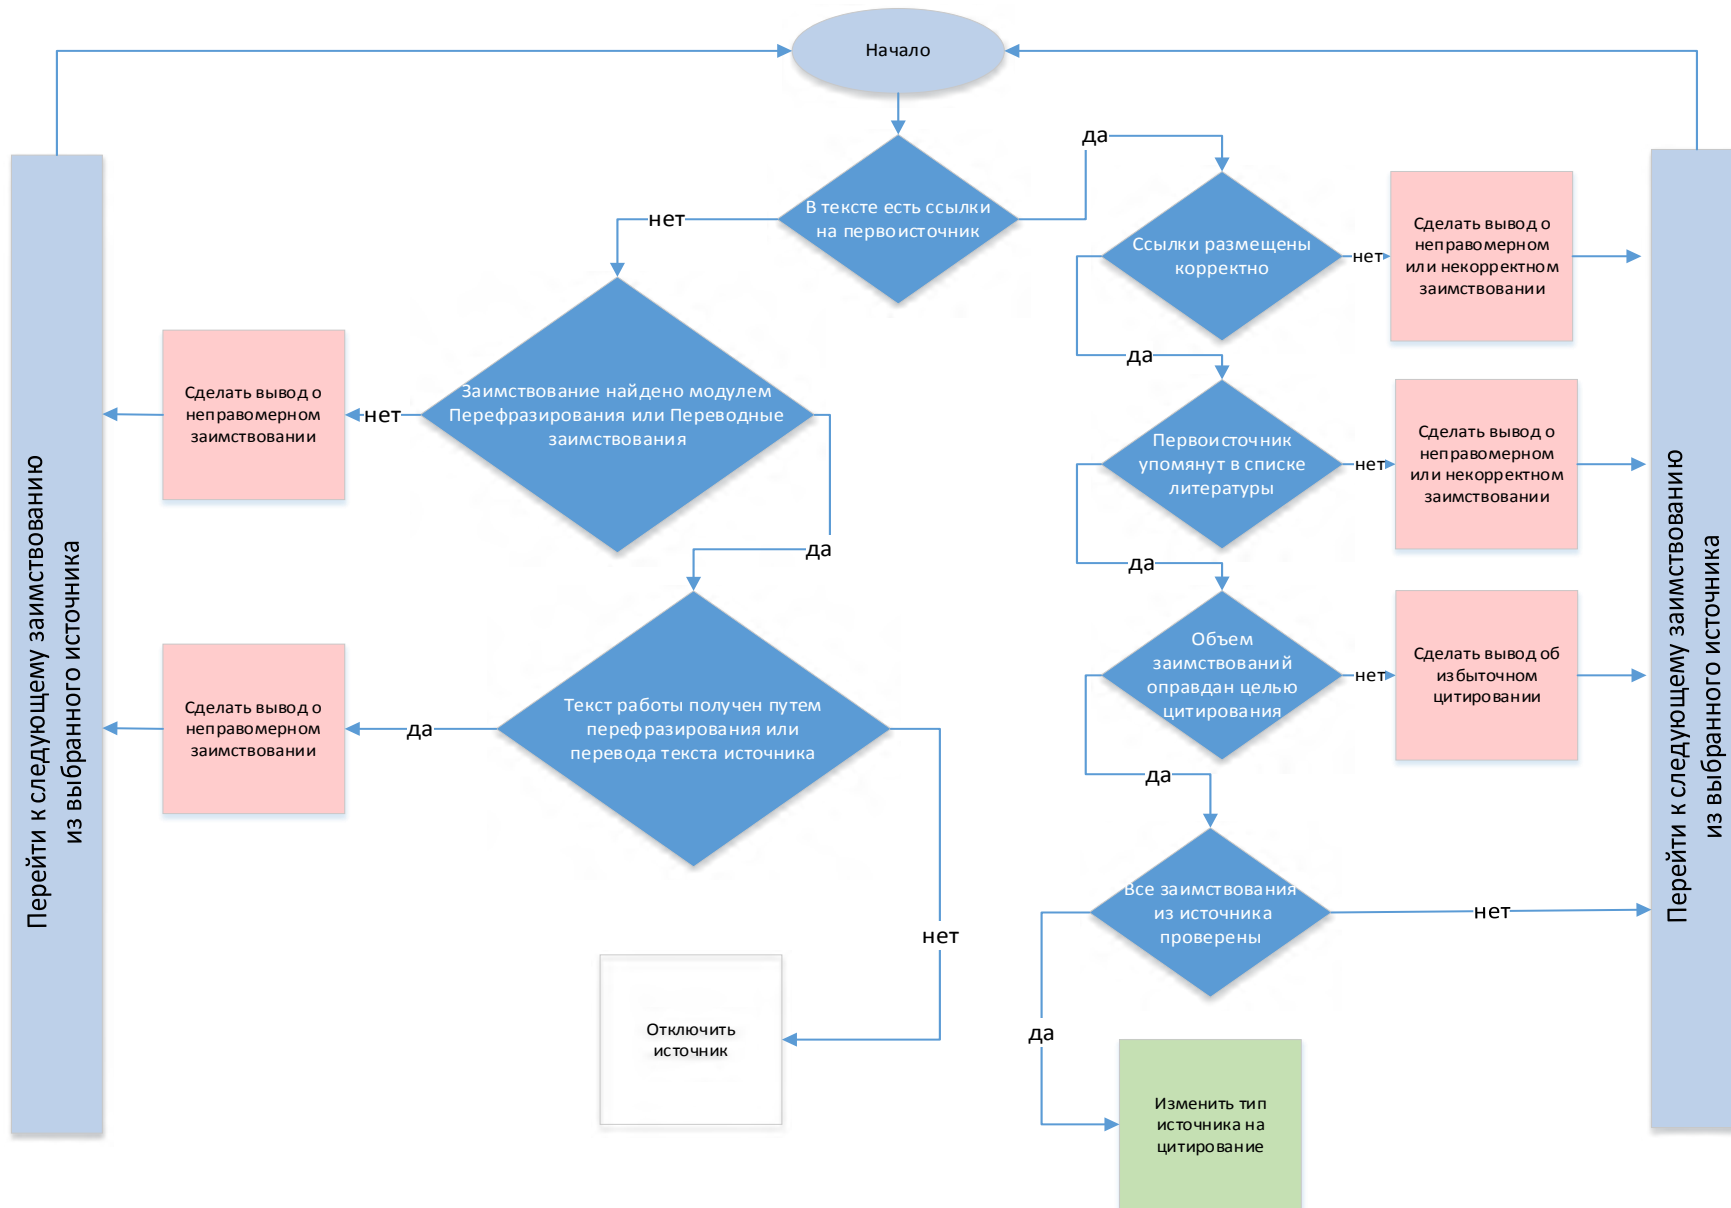 Начало
да
В тексте есть ссылки
на первоисточник
нет
Ссылки размещены
корректно
нет
Сделать вывод о
неправомерном
или некорректном
заимствовании
да
Заимствование найдено модулем
Перефразирования или Переводные
заимствования
нет
Сделать вывод о
неправомерном
заимствовании
да
Первоисточник
упомянут в списке
литературы
нет
Сделать вывод о
неправомерном
или некорректном
заимствовании
да
Текст работы получен путем
перефразирования или
перевода текста источника
да
Сделать вывод о
неправомерном
заимствовании
нет
Отключить
источник
Объем
заимствований
оправдан целью
цитирования
нет
Сделать вывод об
избыточном
цитировании
да
Все заимствования
из источника
проверены
нет
да
Изменить тип
источника на
цитирование
Перейти к следующему заимствованию
из выбранного источника
Перейти к следующему заимствованию
из выбранного источника